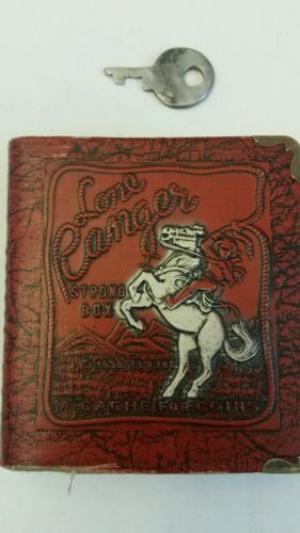 Lone
Ranger
STRONG
BOX
A CACHE FOR COINS